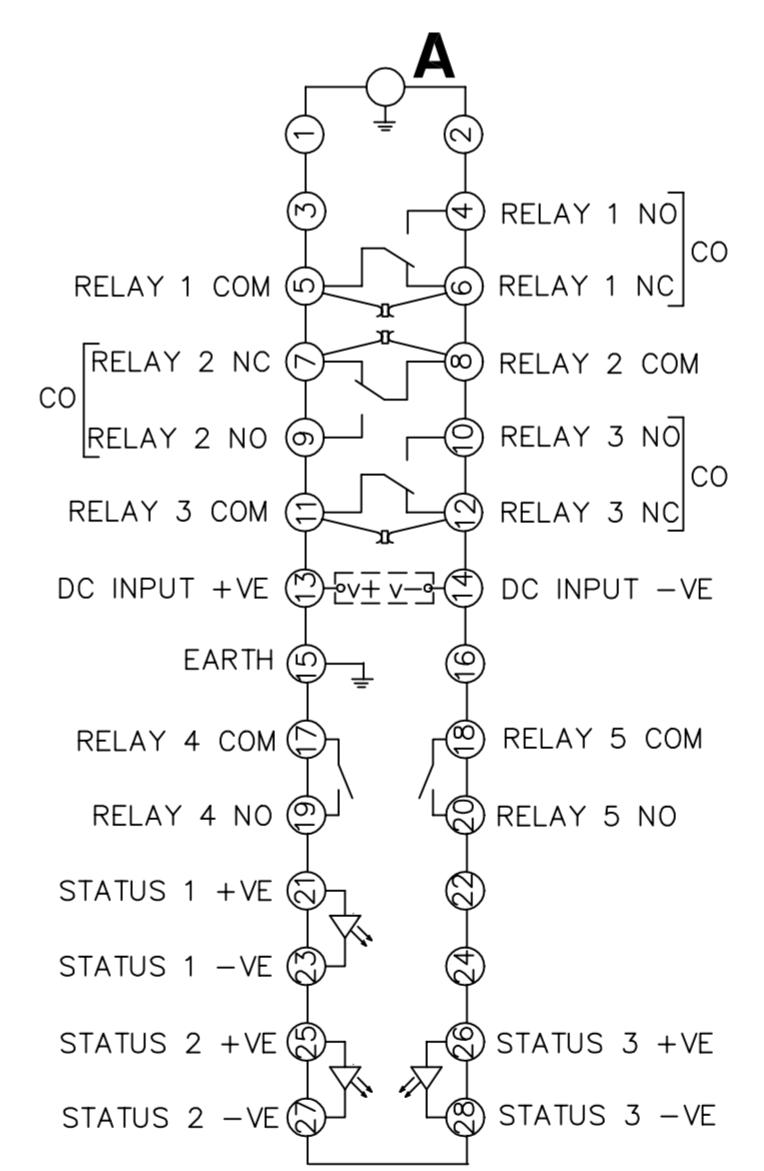 A
1 2
3 4 RELAY 1 NO
CO
RELAY 1 COM 5 6 RELAY 1 NC
RELAY 2 NC 7 8 RELAY 2 COM
CO
RELAY 2 NO 9 10 RELAY 3 NO
CO
RELAY 3 COM 11 12 RELAY 3 NC
DC INPUT +VE 13 v+ v− 14 DC INPUT −VE
EARTH 15 16
RELAY 4 COM 17 18 RELAY 5 COM
RELAY 4 NO 19 20 RELAY 5 NO
STATUS 1 +VE 21 22
STATUS 1 −VE 23 24
STATUS 2 +VE 25 26 STATUS 3 +VE
STATUS 2 −VE 27 28 STATUS 3 −VE